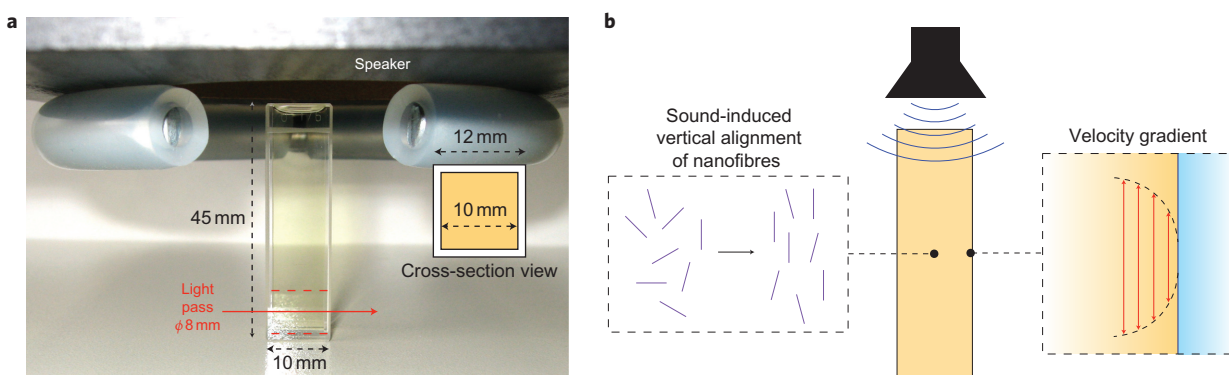 a
Speaker
12 mm
10 mm
45 mm
Cross-section view
Light
pass
ϕ 8 mm
10 mm
b
Sound-induced
vertical alignment
of nanofibres
Velocity gradient